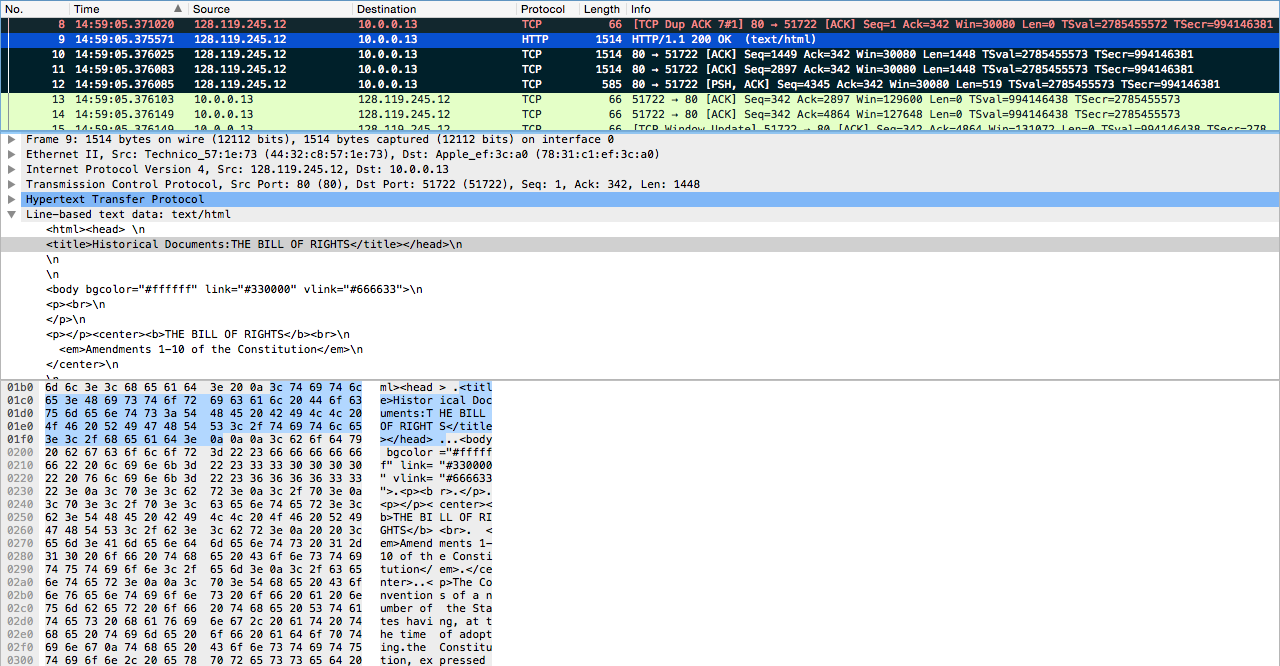 No. Time Source Destination Protocol Length Info
8 14:59:05.371020 128.119.245.12 10.0.0.13 TCP 66 [TCP Dup ACK 7#1] 80 → 51722 [ACK] Seq=1 Ack=342 Win=30080 Len=0 TSval=2785455572 TSecr=994146381
9 14:59:05.375571 128.119.245.12 10.0.0.13 HTTP 1514 HTTP/1.1 200 OK (text/html)
10 14:59:05.376025 128.119.245.12 10.0.0.13 TCP 1514 80 → 51722 [ACK] Seq=1449 Ack=342 Win=30080 Len=1448 TSval=2785455573 TSecr=994146381
11 14:59:05.376083 128.119.245.12 10.0.0.13 TCP 1514 80 → 51722 [ACK] Seq=2897 Ack=342 Win=30080 Len=1448 TSval=2785455573 TSecr=994146381
12 14:59:05.376085 128.119.245.12 10.0.0.13 TCP 585 80 → 51722 [PSH, ACK] Seq=4345 Ack=342 Win=30080 Len=519 TSval=2785455573 TSecr=994146381
13 14:59:05.376103 10.0.0.13 128.119.245.12 TCP 66 51722 → 80 [ACK] Seq=342 Ack=2897 Win=129600 Len=0 TSval=994146438 TSecr=2785455573
14 14:59:05.376149 10.0.0.13 128.119.245.12 TCP 66 51722 → 80 [ACK] Seq=342 Ack=4864 Win=127648 Len=0 TSval=994146438 TSecr=2785455573
15 14:59:05.376149 10.0.0.13 128.119.245.12 TCP 66 [TCP Window Update] 51722 → 80 [ACK] Seq=342 Ack=4864 Win=131072 Len=0 TSval=994146438 TSecr=278
Frame 9: 1514 bytes on wire (12112 bits), 1514 bytes captured (12112 bits) on interface 0
Ethernet II, Src: Technico_57:1e:73 (44:32:c8:57:1e:73), Dst: Apple_ef:3c:a0 (78:31:c1:ef:3c:a0)
Internet Protocol Version 4, Src: 128.119.245.12, Dst: 10.0.0.13
Transmission Control Protocol, Src Port: 80 (80), Dst Port: 51722 (51722), Seq: 1, Ack: 342, Len: 1448
Hypertext Transfer Protocol
Line-based text data: text/html
<html><head> \n
<title>Historical Documents:THE BILL OF RIGHTS</title></head>\n
\n
\n
<body bgcolor="#ffffff" link="#330000" vlink="#666633">\n
<p><br>\n
</p>\n
<p></p><center><b>THE BILL OF RIGHTS</b><br>\n
<em>Amendments 1-10 of the Constitution</em>\n
</center>\n
\n
01b0 6d 6c 3e 3c 68 65 61 64 3e 20 0a 3c 74 69 74 6c ml><head > .<titl
01c0 65 3e 48 69 73 74 6f 72 69 63 61 6c 20 44 6f 63 e>Histor ical Doc
01d0 75 6d 65 6e 74 73 3a 54 48 45 20 42 49 4c 4c 20 uments:T HE BILL
01e0 4f 46 20 52 49 47 48 54 53 3c 2f 74 69 74 6c 65 OF RIGHT S</title
01f0 3e 3c 2f 68 65 61 64 3e 0a 0a 0a 3c 62 6f 64 79 ></head> ...<body
0200 20 62 67 63 6f 6c 6f 72 3d 22 23 66 66 66 66 66 bgcolor ="#fffff
0210 66 22 20 6c 69 6e 6b 3d 22 23 33 33 30 30 30 30 f" link= "#330000
0220 22 20 76 6c 69 6e 6b 3d 22 23 36 36 36 36 33 33 " vlink= "#666633
0230 22 3e 0a 3c 70 3e 3c 62 72 3e 0a 3c 2f 70 3e 0a ">.<p><b r>.</p>.
0240 3c 70 3e 3c 2f 70 3e 3c 63 65 6e 74 65 72 3e 3c <p></p>< center><
0250 62 3e 54 48 45 20 42 49 4c 4c 20 4f 46 20 52 49 b>THE BI LL OF RI
0260 47 48 54 53 3c 2f 62 3e 3c 62 72 3e 0a 20 20 3c GHTS</b> <br>. <
0270 65 6d 3e 41 6d 65 6e 64 6d 65 6e 74 73 20 31 2d em>Amend ments 1-
0280 31 30 20 6f 66 20 74 68 65 20 43 6f 6e 73 74 69 10 of th e Consti
0290 74 75 74 69 6f 6e 3c 2f 65 6d 3e 0a 3c 2f 63 65 tution</ em>.</ce
02a0 6e 74 65 72 3e 0a 0a 3c 70 3e 54 68 65 20 43 6f nter>..< p>The Co
02b0 6e 76 65 6e 74 69 6f 6e 73 20 6f 66 20 61 20 6e nvention s of a n
02c0 75 6d 62 65 72 20 6f 66 20 74 68 65 20 53 74 61 umber of the Sta
02d0 74 65 73 20 68 61 76 69 6e 67 2c 20 61 74 20 74 tes havi ng, at t
02e0 68 65 20 74 69 6d 65 20 6f 66 20 61 64 6f 70 74 he time of adopt
02f0 69 6e 67 0a 74 68 65 20 43 6f 6e 73 74 69 74 75 ing.the Constitu
0300 74 69 6f 6e 2c 20 65 78 70 72 65 73 73 65 64 20 tion, ex pressed